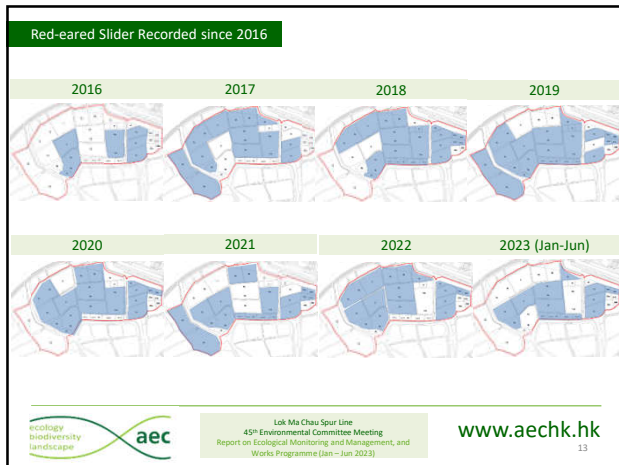 Red-eared Slider Recorded since 2016
2016
2017
2018
2019
2020
2021
2022
2023 (Jan-Jun)
ecology
biodiversity
landscape
aec
Lok Ma Chau Spur Line
45th Environmental Committee Meeting
Report on Ecological Monitoring and Management, and
Works Programme (Jan – Jun 2023)
www.aechk.hk
13